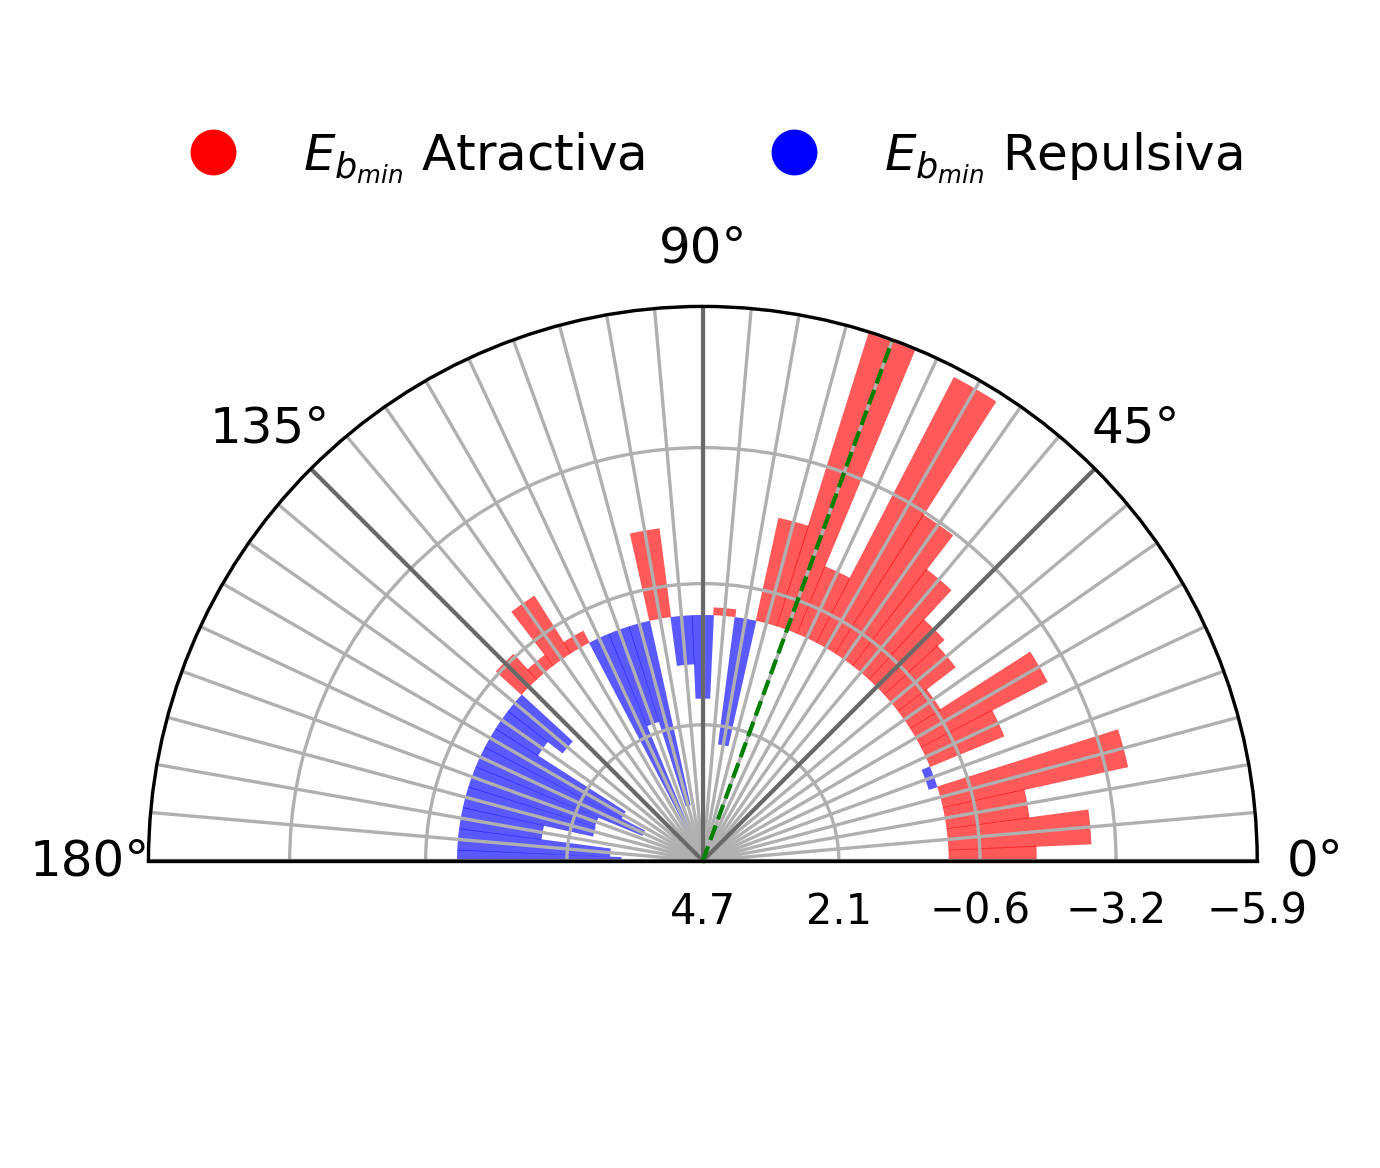 E_{b_{min}} Atractiva E_{b_{min}} Repulsiva
90°
135° 45°
180° 0°
4.7 2.1 −0.6 −3.2 −5.9